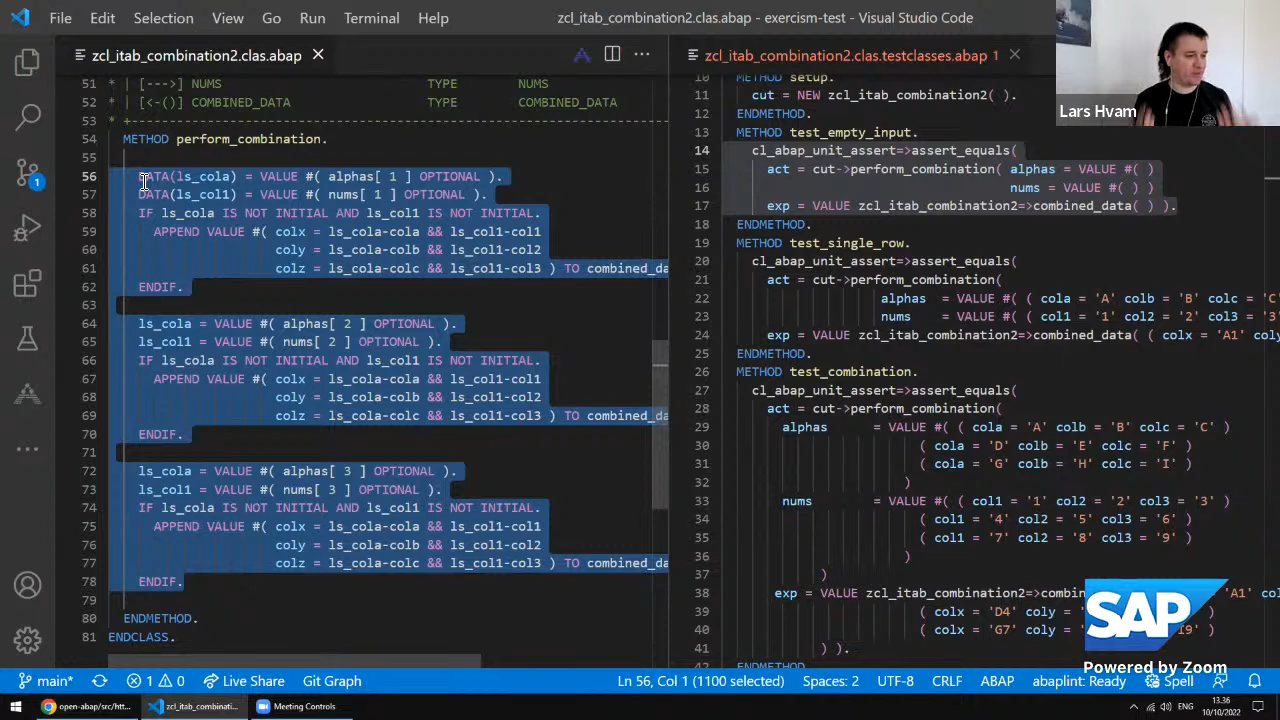 File Edit Selection View Go Run Terminal Help
zcl_itab_combination2.clas.abap - exercism-test - Visual Studio Code
zcl_itab_combination2.clas.abap
51 * | [--->] NUMS TYPE NUMS
52 * | [<-()] COMBINED_DATA TYPE COMBINED_DATA
53 * +--------------------------------------------------------------------
54 METHOD perform_combination.
55
56 DATA(ls_cola) = VALUE #( alphas[ 1 ] OPTIONAL ).
57 DATA(ls_col1) = VALUE #( nums[ 1 ] OPTIONAL ).
58 IF ls_cola IS NOT INITIAL AND ls_col1 IS NOT INITIAL.
59 APPEND VALUE #( colx = ls_cola-cola && ls_col1-col1
60 coly = ls_cola-colb && ls_col1-col2
61 colz = ls_cola-colc && ls_col1-col3 ) TO combined_da
62 ENDIF.
63
64 ls_cola = VALUE #( alphas[ 2 ] OPTIONAL ).
65 ls_col1 = VALUE #( nums[ 2 ] OPTIONAL ).
66 IF ls_cola IS NOT INITIAL AND ls_col1 IS NOT INITIAL.
67 APPEND VALUE #( colx = ls_cola-cola && ls_col1-col1
68 coly = ls_cola-colb && ls_col1-col2
69 colz = ls_cola-colc && ls_col1-col3 ) TO combined_da
70 ENDIF.
71
72 ls_cola = VALUE #( alphas[ 3 ] OPTIONAL ).
73 ls_col1 = VALUE #( nums[ 3 ] OPTIONAL ).
74 IF ls_cola IS NOT INITIAL AND ls_col1 IS NOT INITIAL.
75 APPEND VALUE #( colx = ls_cola-cola && ls_col1-col1
76 coly = ls_cola-colb && ls_col1-col2
77 colz = ls_cola-colc && ls_col1-col3 ) TO combined_da
78 ENDIF.
79
80 ENDMETHOD.
81 ENDCLASS.
zcl_itab_combination2.clas.testclasses.abap 1
10 METHOD setup.
11 cut = NEW zcl_itab_combination2( ).
12 ENDMETHOD.
13 METHOD test_empty_input.
14 cl_abap_unit_assert=>assert_equals(
15 act = cut->perform_combination( alphas = VALUE #( )
16 nums = VALUE #( ) )
17 exp = VALUE zcl_itab_combination2=>combined_data( ) ).
18 ENDMETHOD.
19 METHOD test_single_row.
20 cl_abap_unit_assert=>assert_equals(
21 act = cut->perform_combination(
22 alphas = VALUE #( ( cola = 'A' colb = 'B' colc = 'C'
23 nums = VALUE #( ( col1 = '1' col2 = '2' col3 = '3'
24 exp = VALUE zcl_itab_combination2=>combined_data( ( colx = 'A1' coly
25 ENDMETHOD.
26 METHOD test_combination.
27 cl_abap_unit_assert=>assert_equals(
28 act = cut->perform_combination(
29 alphas = VALUE #( ( cola = 'A' colb = 'B' colc = 'C' )
30 ( cola = 'D' colb = 'E' colc = 'F' )
31 ( cola = 'G' colb = 'H' colc = 'I' )
32 )
33 nums = VALUE #( ( col1 = '1' col2 = '2' col3 = '3' )
34 ( col1 = '4' col2 = '5' col3 = '6' )
35 ( col1 = '7' col2 = '8' col3 = '9' )
36 )
37 )
38 exp = VALUE zcl_itab_combination2=>combin 'A1' co
39 ( colx = 'D4' coly =
40 ( colx = 'G7' coly = I9' )
41 ) ).
42 ENDMETHOD
Lars Hvam
SAP
Powered by Zoom
1
main* 1 0 Live Share Git Graph
Ln 56, Col 1 (1100 selected) Spaces: 2 UTF-8 CRLF ABAP abaplint: Ready Spell
open-abap/src/htt... zcl_itab_combinati... Meeting Controls
ENG
13.36
10/10/2022